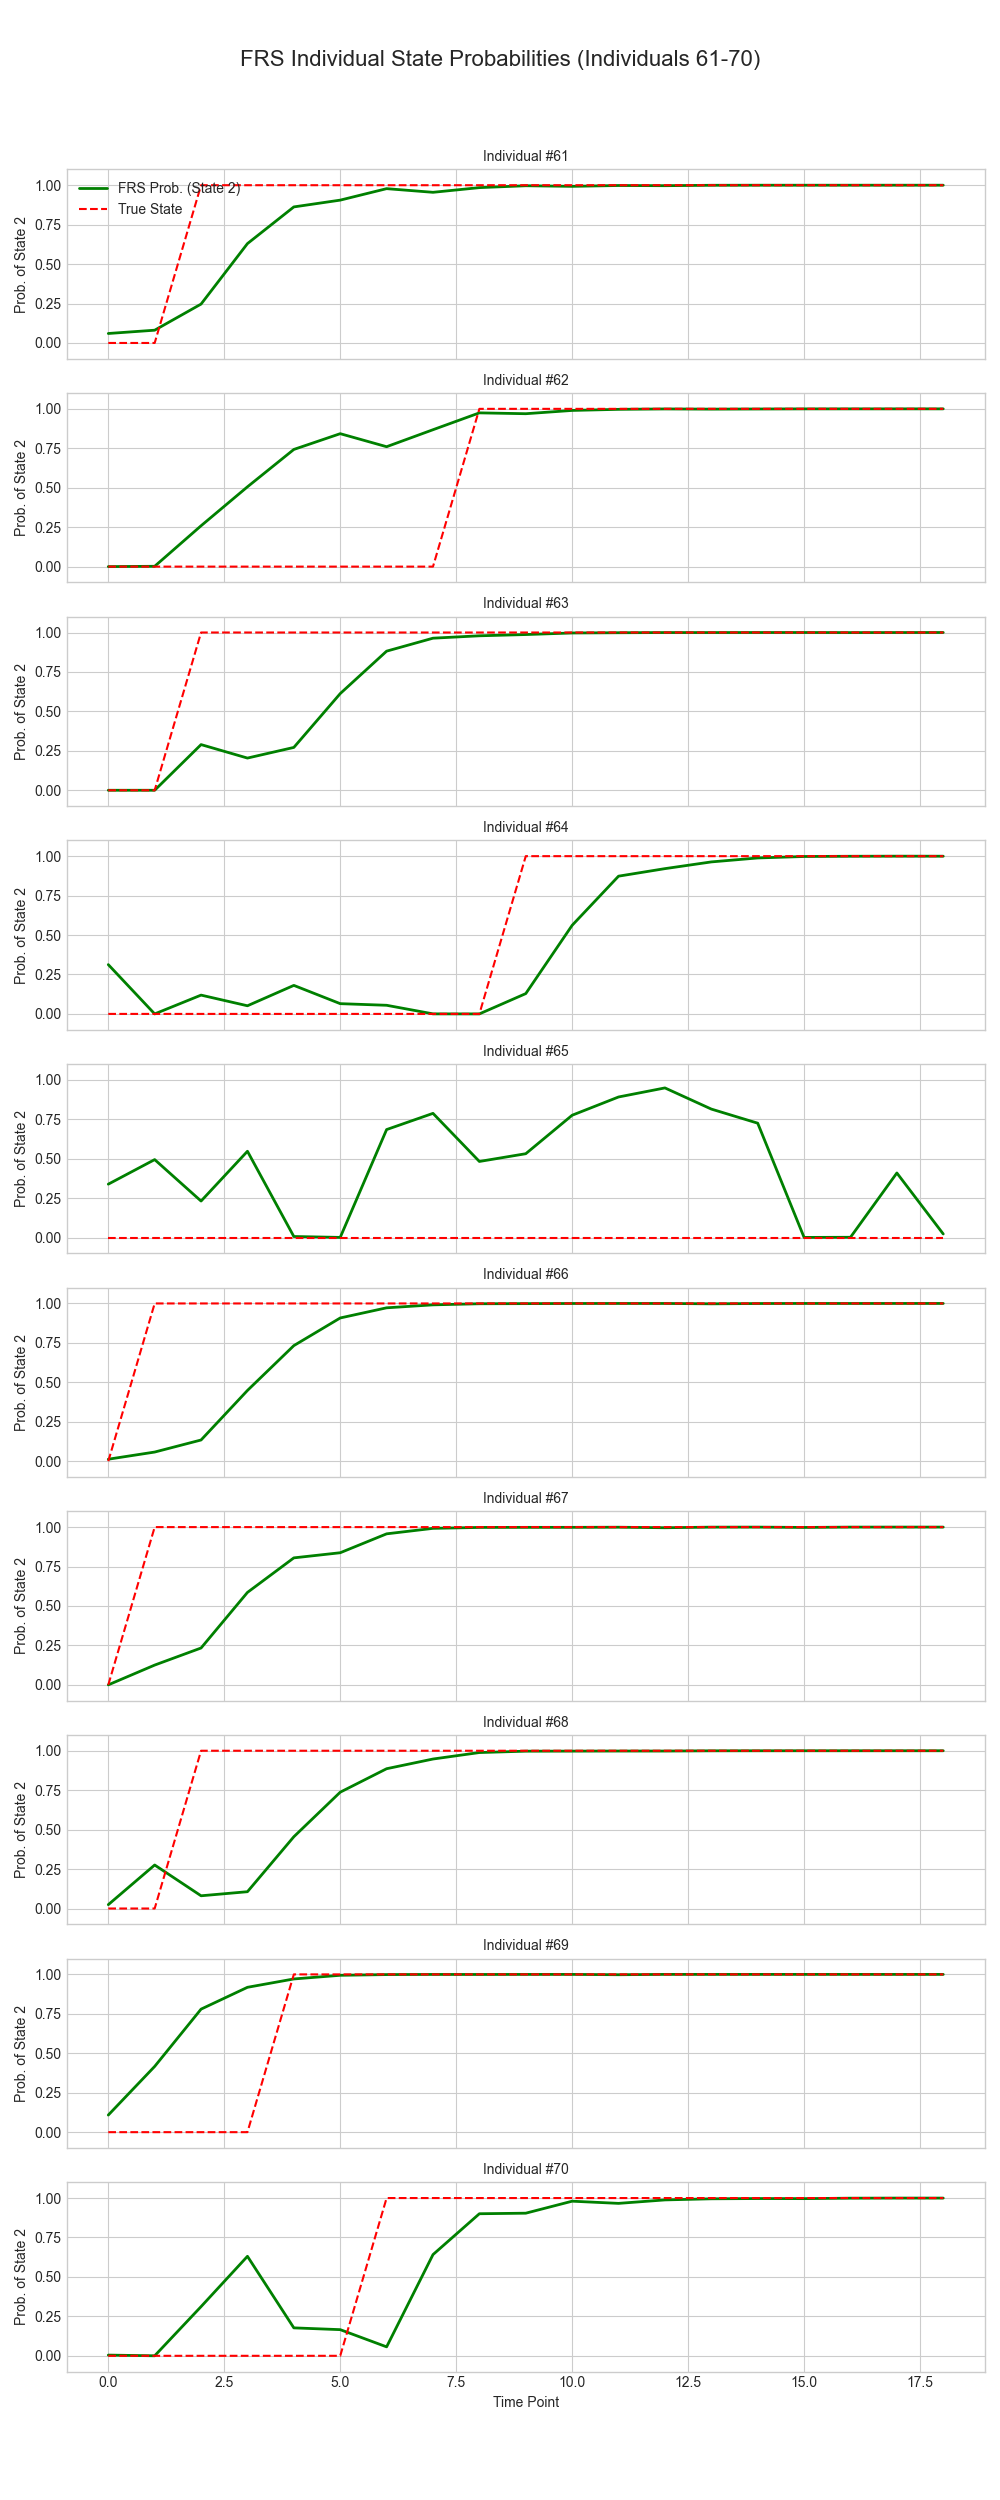 FRS Individual State Probabilities (Individuals 61-70)
Individual #61
FRS Prob. (State 2)
True State
Prob. of State 2
1.00
0.75
0.50
0.25
0.00
Individual #62
Prob. of State 2
1.00
0.75
0.50
0.25
0.00
Individual #63
Prob. of State 2
1.00
0.75
0.50
0.25
0.00
Individual #64
Prob. of State 2
1.00
0.75
0.50
0.25
0.00
Individual #65
Prob. of State 2
1.00
0.75
0.50
0.25
0.00
Individual #66
Prob. of State 2
1.00
0.75
0.50
0.25
0.00
Individual #67
Prob. of State 2
1.00
0.75
0.50
0.25
0.00
Individual #68
Prob. of State 2
1.00
0.75
0.50
0.25
0.00
Individual #69
Prob. of State 2
1.00
0.75
0.50
0.25
0.00
Individual #70
Prob. of State 2
1.00
0.75
0.50
0.25
0.00
0.0 2.5 5.0 7.5 10.0 12.5 15.0 17.5
Time Point